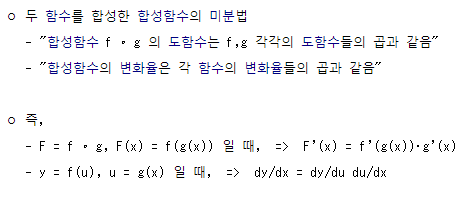 ㅇ 두 함수를 합성한 합성함수의 미분법
- "합성함수 f ∘ g 의 도함수는 f,g 각각의 도함수들의 곱과 같음"
- "합성함수의 변화율은 각 함수의 변화율들의 곱과 같음"
ㅇ 즉,
- F = f ∘ g, F(x) = f(g(x)) 일 때, => F'(x) = f'(g(x))·g'(x)
- y = f(u), u = g(x) 일 때, => dy/dx = dy/du du/dx